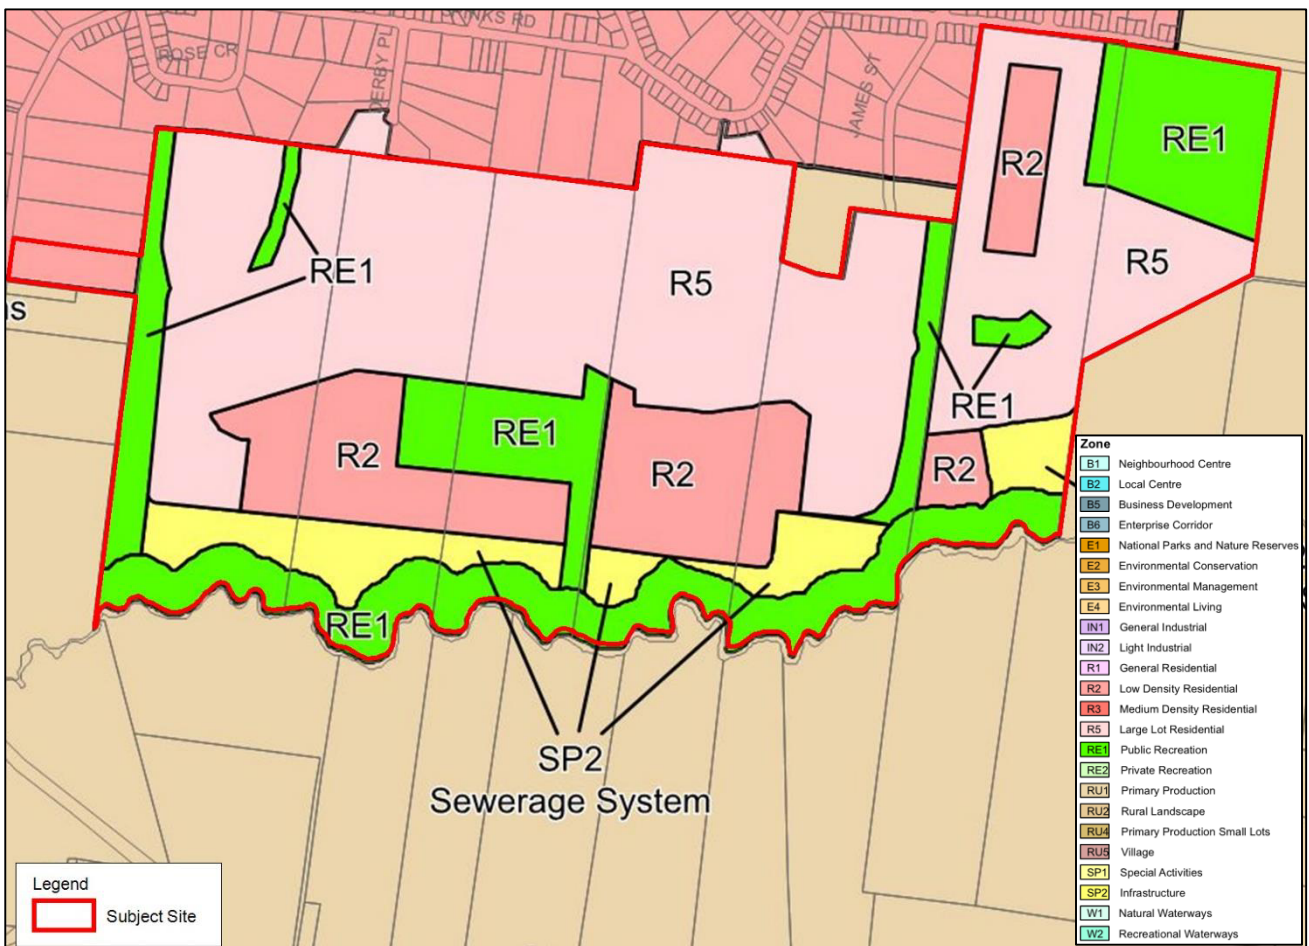 SPINKS RD
ROSE CR
DERBY PL
JAMES ST
RE1
R2
RE1
R5
R5
RE1
RE1
R2
R2
R2
RE1
SP2
Sewerage System
Zone
B1 Neighbourhood Centre
B2 Local Centre
B5 Business Development
B6 Enterprise Corridor
E1 National Parks and Nature Reserves
E2 Environmental Conservation
E3 Environmental Management
E4 Environmental Living
IN1 General Industrial
IN2 Light Industrial
R1 General Residential
R2 Low Density Residential
R3 Medium Density Residential
R5 Large Lot Residential
RE1 Public Recreation
RE2 Private Recreation
RU1 Primary Production
RU2 Rural Landscape
RU4 Primary Production Small Lots
RU5 Village
SP1 Special Activities
SP2 Infrastructure
W1 Natural Waterways
W2 Recreational Waterways
Legend
Subject Site